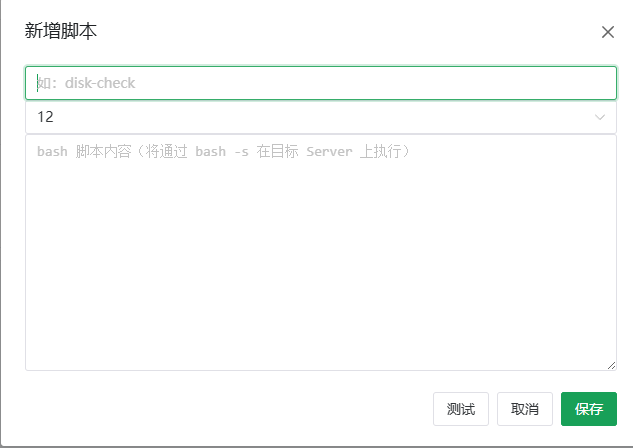 新增脚本
如：disk-check
12
bash 脚本内容（将通过 bash -s 在目标 Server 上执行）
测试
取消
保存